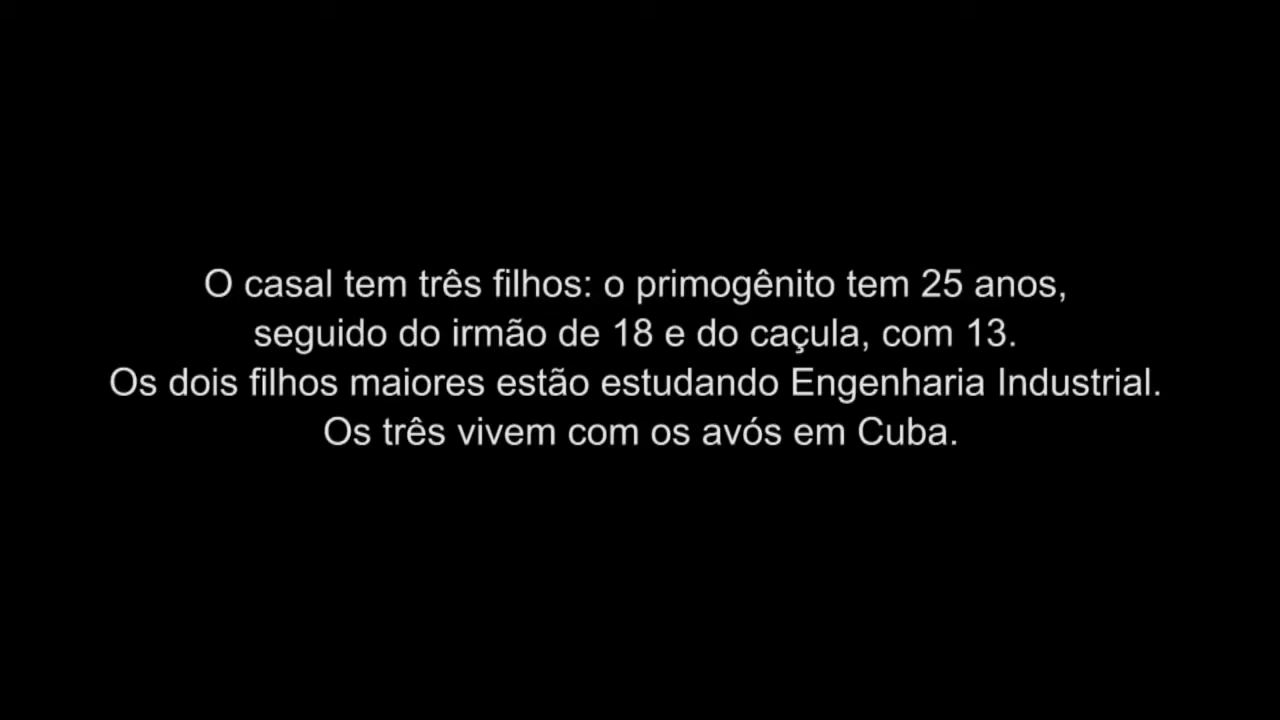 O casal tem três filhos: o primogênito tem 25 anos,
seguido do irmão de 18 e do caçula, com 13.
Os dois filhos maiores estão estudando Engenharia Industrial.
Os três vivem com os avós em Cuba.